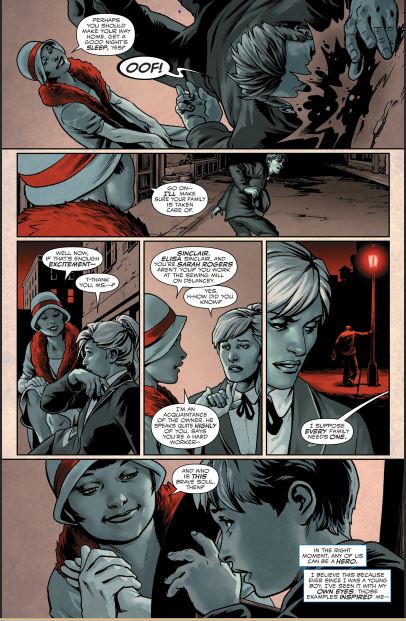 PERHAPS
YOU SHOULD
MAKE YOUR WAY
HOME, GET A
GOOD NIGHT'S
SLEEP, YES?
OOF!
GO ON--
I'LL MAKE
SURE YOUR FAMILY
IS TAKEN
CARE OF.
WELL NOW,
IF THAT'S ENOUGH
EXCITEMENT--
T-THANK
YOU, MS.--?
SINCLAIR.
ELISA SINCLAIR, AND
YOU'RE SARAH ROGERS
AREN'T YOU? YOU WORK
AT THE SEWING MILL
ON DELANCEY.
YES.
H-HOW DID YOU
KNOW?
I'M AN
ACQUAINTANCE
OF THE OWNER. HE
SPEAKS QUITE HIGHLY
OF YOU, SAYS
YOU'RE A HARD
WORKER--
I SUPPOSE
EVERY FAMILY
NEEDS ONE.
AND WHO
IS THIS
BRAVE SOUL,
THEN?
IN THE RIGHT
MOMENT, ANY OF US
CAN BE A HERO.
I BELIEVE THIS BECAUSE
EVER SINCE I WAS A YOUNG
BOY, I'VE SEEN IT WITH MY
OWN EYES. THOSE
EXAMPLES INSPIRED ME--